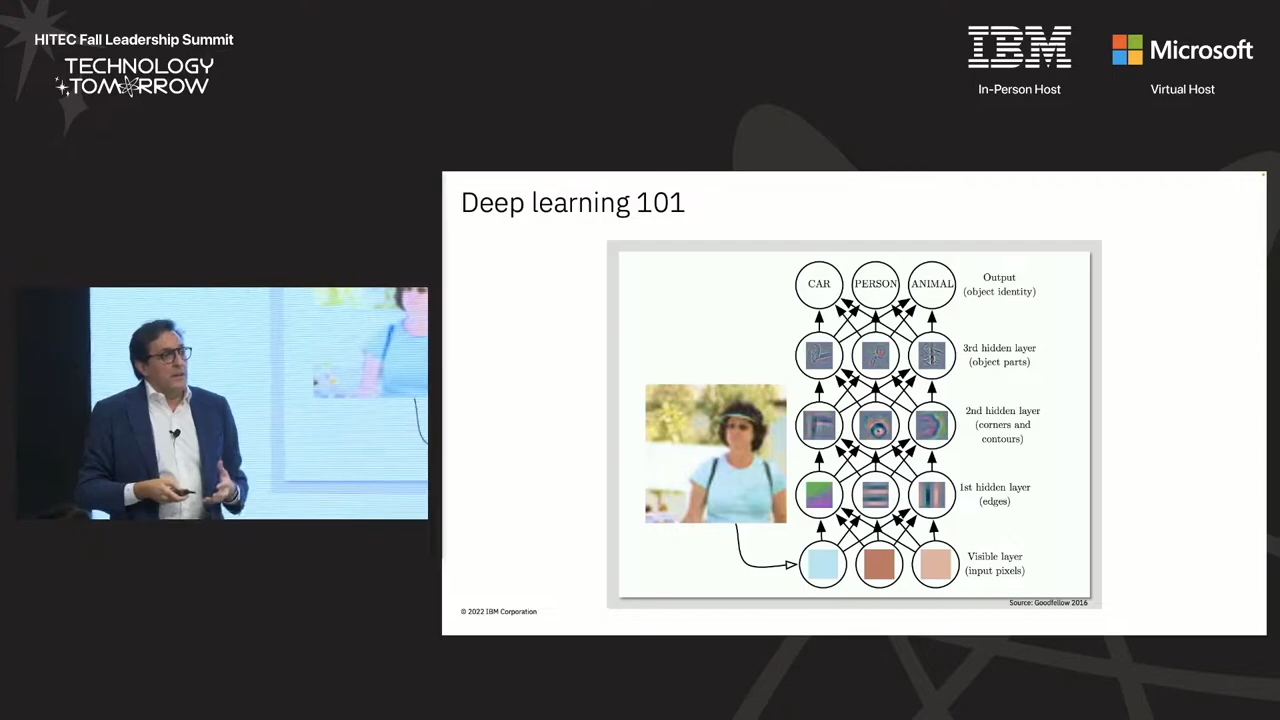 HITEC Fall Leadership Summit
TECHNOLOGY
TOMORROW
IBM
In-Person Host
Microsoft
Virtual Host
Deep learning 101
CAR
PERSON
ANIMAL
Output
(object identity)
3rd hidden layer
(object parts)
2nd hidden layer
(corners and
contours)
1st hidden layer
(edges)
Visible layer
(input pixels)
Source: Goodfellow 2016
© 2022 IBM Corporation